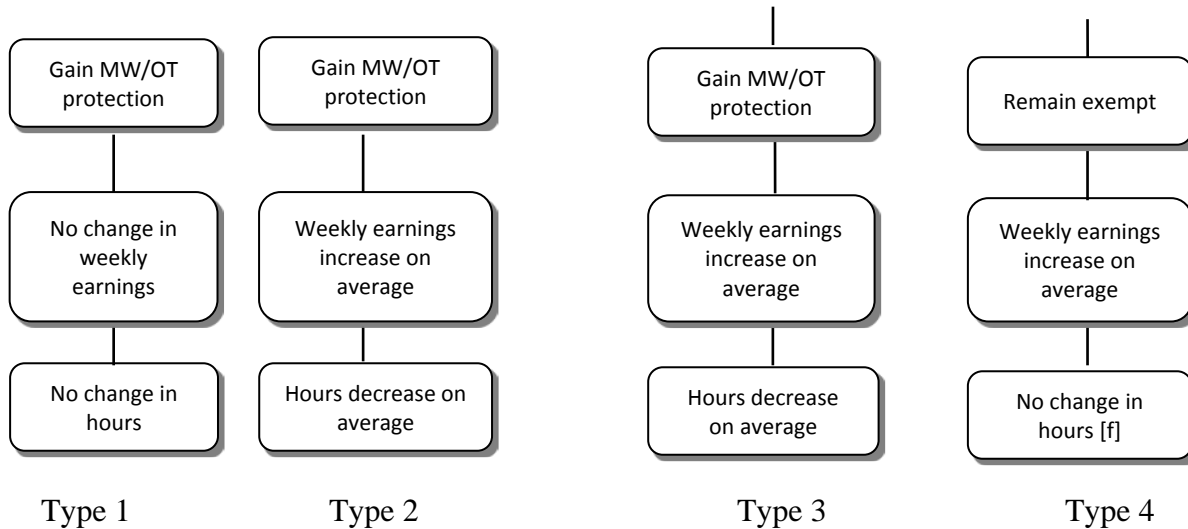 Gain MW/OT
protection
No change in
weekly
earnings
No change in
hours
Type 1
Gain MW/OT
protection
Weekly earnings
increase on
average
Hours decrease on
average
Type 2
Gain MW/OT
protection
Weekly earnings
increase on
average
Hours decrease
on average
Type 3
Remain exempt
Weekly earnings
increase on
average
No change in
hours [f]
Type 4